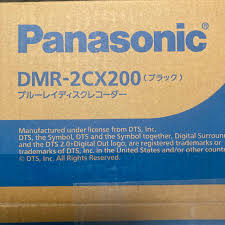 Panasonic
DMR-2CX200(ブラック)
ブルーレイディスクレコーダー
Manufactured under license from DTS, Inc.
DTS, the Symbol, DTS and the Symbol together, Digital Surround
and the DTS 2.0+Digital Out logo, are registered trademarks or
trademarks of DTS, Inc. in the United States and/or other countr
© DTS, Inc. All Rights Reserved.